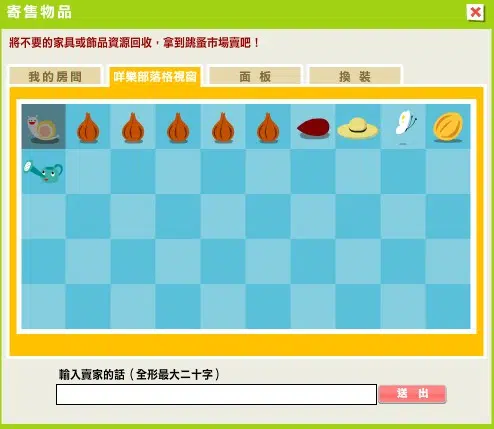 寄售物品
將不要的家具或飾品資源回收，拿到跳蚤市場賣吧！
我的房間
咩樂部落格視窗
面 板
換 裝
輸入賣家的話（全形最大二十字）
送 出